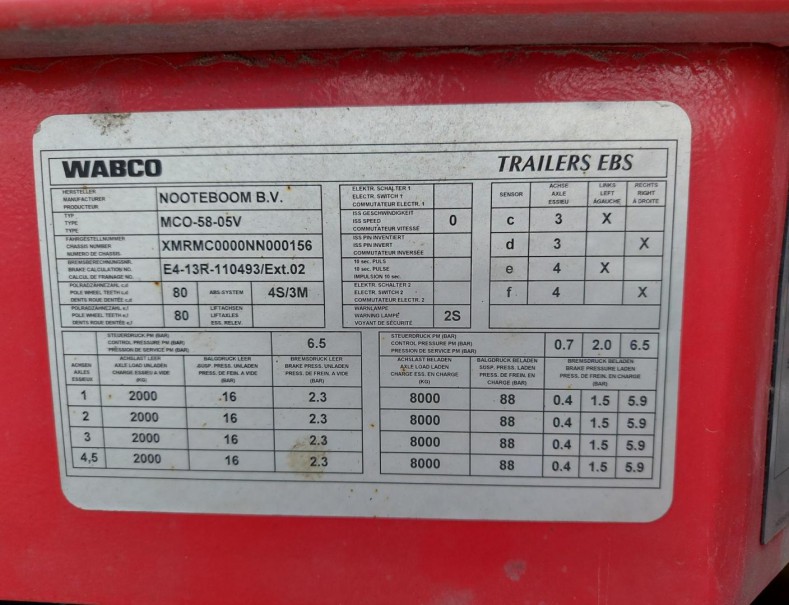 WABCO TRAILERS EBS
HERSTELLER
MANUFACTURER
PRODUCTEUR
NOOTEBOOM B.V.
TYP
TYPE
TYPE
MCO-58-05V
FAHRGESTELLNUMMER
CHASSIS NUMBER
NUMERO DE CHASSIS
XMRMC0000NN000156
BREMSBERECHNUNGSNR.
BRAKE CALCULATION NO.
CALCUL DE FRAINAGE NO.
E4-13R-110493/Ext.02
POLRADZÄHNEZAHL c,d
POLE WHEEL TEETH c,d
DENTS ROUE DENTÉE c,d
80 ABS-SYSTEM 4S/3M
POLRADZÄHNEZAHL e,f
POLE WHEEL TEETH e,f
DENTS ROUE DENTÉE e,f
80
LIFTACHSEN
LIFTAXLES
ESS. RELEV.
ELEKTR. SCHALTER 1
ELECTR. SWITCH 1
COMMUTATEUR ELECTR. 1
ISS GESCHWINDIGKEIT
ISS SPEED
COMMUTATEUR VITESSE
0
ISS PIN INVENTIERT
ISS PIN INVERT
COMMUTATEUR INVERSÉE
10 sec. PULS
10 sec. PULSE
IMPULSION 10 sec.
ELEKTR. SCHALTER 2
ELECTR. SWITCH 2
COMMUTATEUR ELECTR. 2
WARNLAMPE
WARNING LAMPE
VOYANT DE SÉCURITÉ
2S
SENSOR
ACHSE
AXLE
ESSIEU
LINKS
LEFT
ÀGAUCHE
RECHTS
RIGHT
À DROITE
c 3 X
d 3 X
e 4 X
f 4 X
STEUERDRUCK PM (BAR)
CONTROL PRESSURE PM (BAR)
PRESSION DE SERVICE PM (BAR)
6.5
ACHSEN
AXLES
ESSIEUX
ACHSLAST LEER
AXLE LOAD UNLADEN
CHARGE ESSIEU A VIDE
(KG)
BALGDRUCK LEER
SUSP. PRESS. UNLADEN
PRESS. DE FREIN. A VIDE
(BAR)
BREMSDRUCK LEER
BRAKE PRESS. UNLADEN
PRESS. DE FREIN. A VIDE
(BAR)
1 2000 16 2.3
2 2000 16 2.3
3 2000 16 2.3
4,5 2000 16 2.3
STEUERDRUCK PM (BAR)
CONTROL PRESSURE PM (BAR)
PRESSION DE SERVICE PM (BAR)
0.7 2.0 6.5
ACHSLAST BELADEN
AXLE LOAD LADEN
CHARGE ESS. EN CHARGE
(KG)
BALGDRUCK BELADEN
SUSP. PRESS. LADEN
PRESS. DE FREIN. EN
CHARGE (BAR)
BREMSDRUCK BELADEN
BRAKE PRESSURE LADEN
PRESS. DE FREIN. EN CHARGE
(BAR)
8000 88 0.4 1.5 5.9
8000 88 0.4 1.5 5.9
8000 88 0.4 1.5 5.9
8000 88 0.4 1.5 5.9